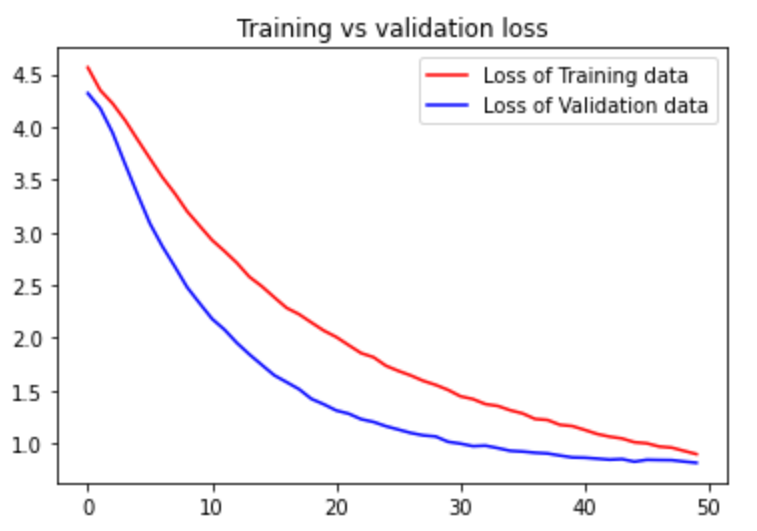 Training vs validation loss
Loss of Training data
Loss of Validation data
4.5
4.0
3.5
3.0
2.5
2.0
1.5
1.0
0 10 20 30 40 50